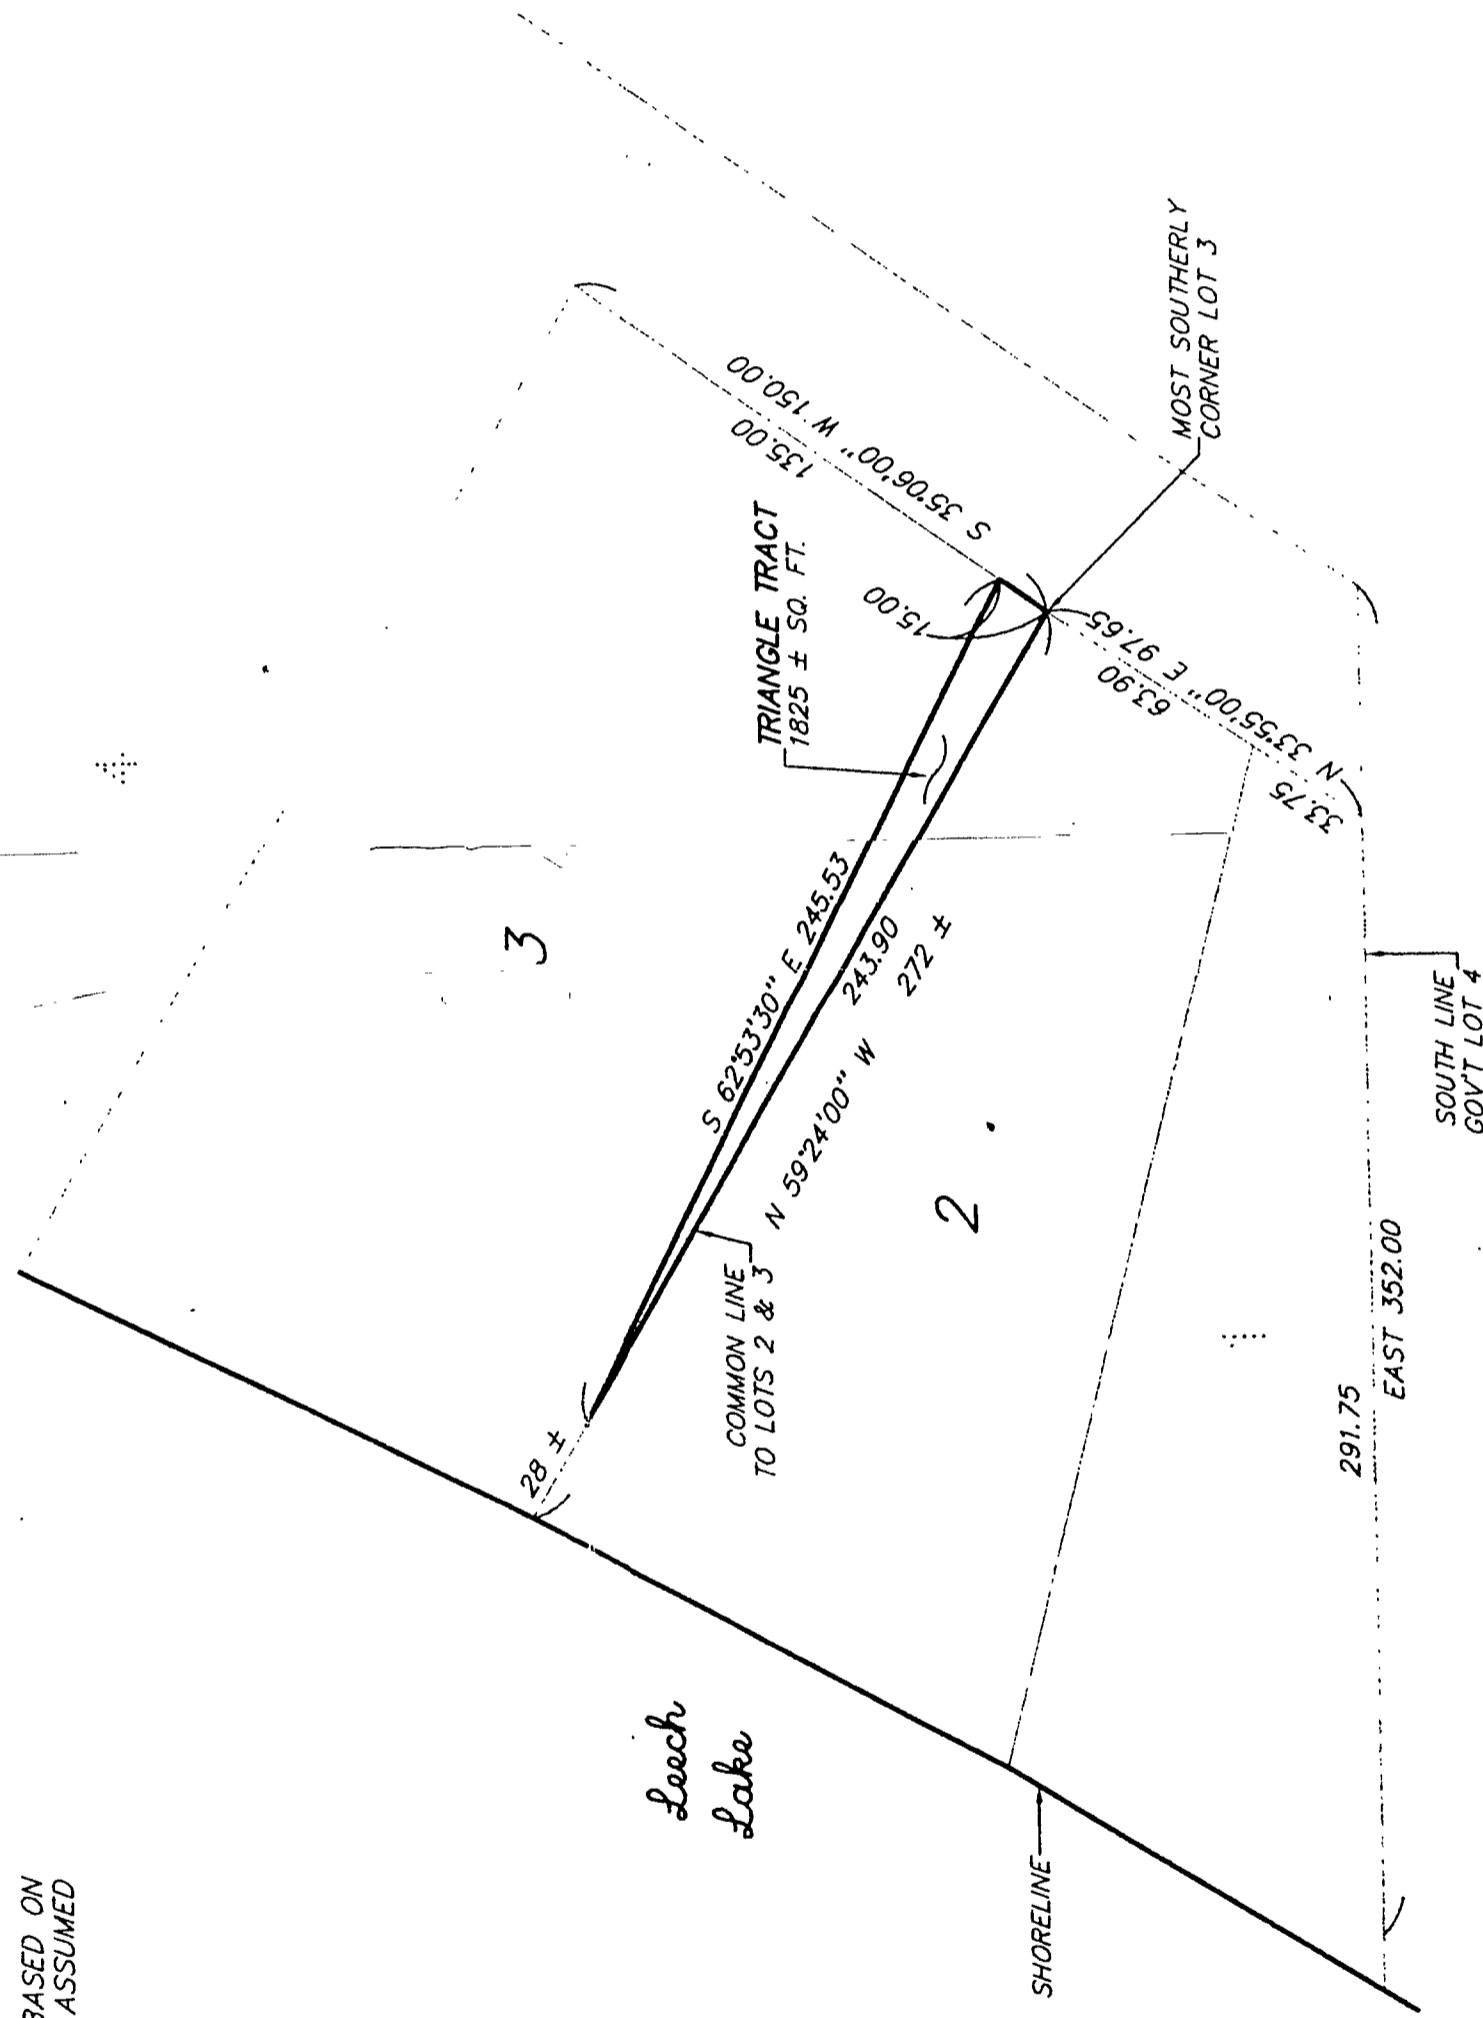 BASED ON
ASSUMED
3
2
S 35°06'00" W 150.00
135.00
15.00
TRIANGLE TRACT
1825 ± SQ. FT.
MOST SOUTHERLY
CORNER LOT 3
N 33°55'00" E 97.65
63.90
33.75
S 62°53'30" E 245.53
243.90
N 59°24'00" W 272 ±
COMMON LINE
TO LOTS 2 & 3
28 ±
Leech
Lake
SHORELINE
291.75
EAST 352.00
SOUTH LINE
GOV'T LOT 4